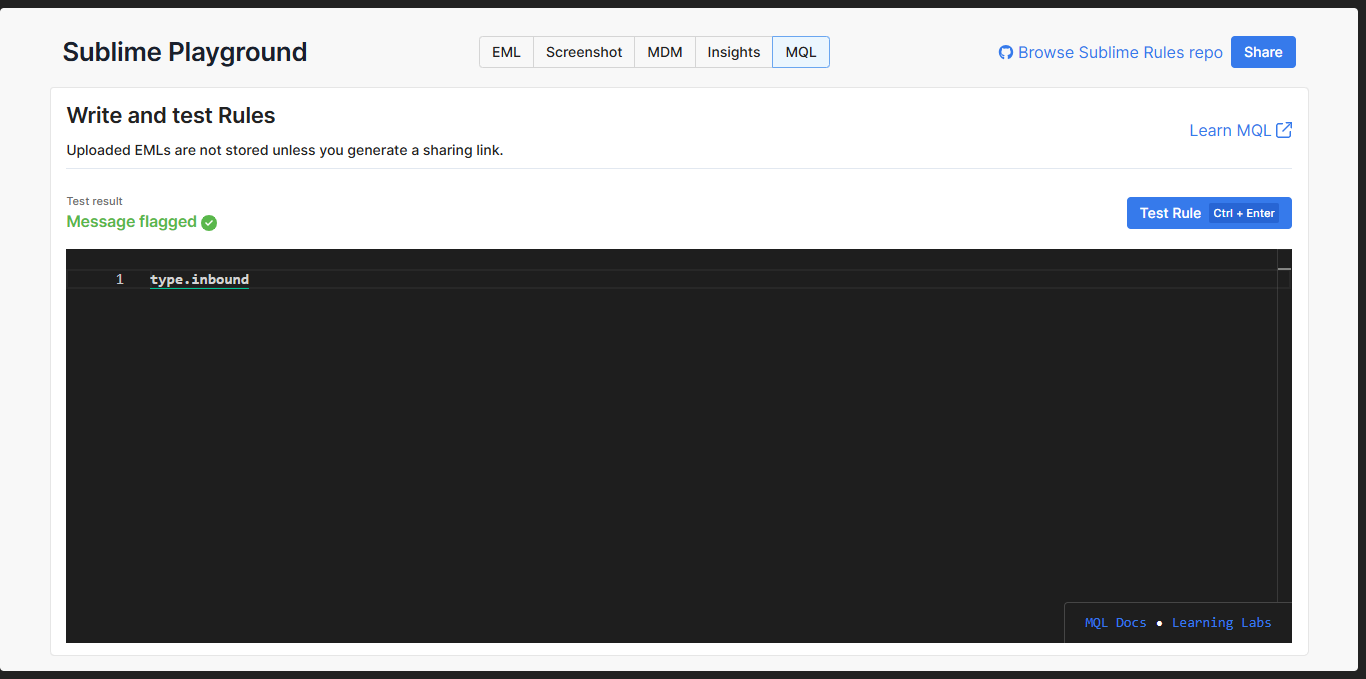 Sublime Playground
EML Screenshot MDM Insights MQL
Browse Sublime Rules repo
Share
Write and test Rules
Learn MQL
Uploaded EMLs are not stored unless you generate a sharing link.
Test result
Message flagged
Test Rule Ctrl + Enter
1 type.inbound
MQL Docs • Learning Labs